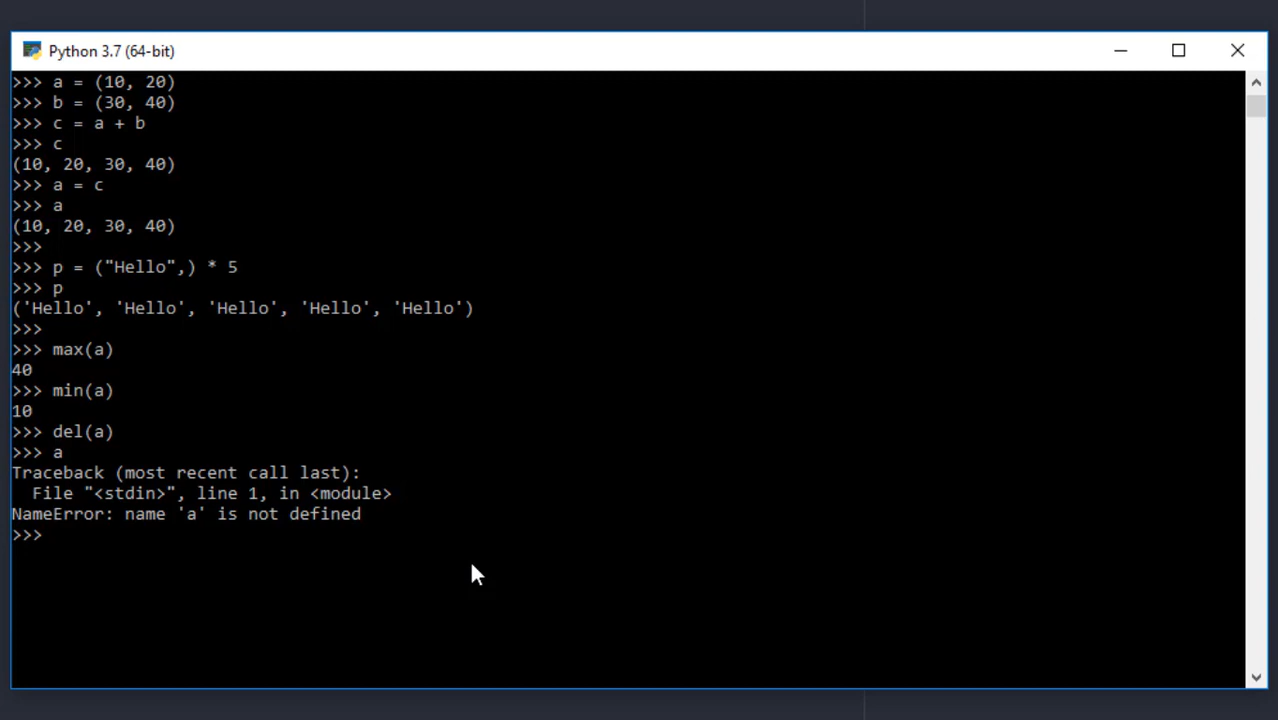 Python 3.7 (64-bit)
>>> a = (10, 20)
>>> b = (30, 40)
>>> c = a + b
>>> c
(10, 20, 30, 40)
>>> a = c
>>> a
(10, 20, 30, 40)
>>>
>>> p = ("Hello",) * 5
>>> p
('Hello', 'Hello', 'Hello', 'Hello', 'Hello')
>>>
>>> max(a)
40
>>> min(a)
10
>>> del(a)
>>> a
Traceback (most recent call last):
  File "<stdin>", line 1, in <module>
NameError: name 'a' is not defined
>>>